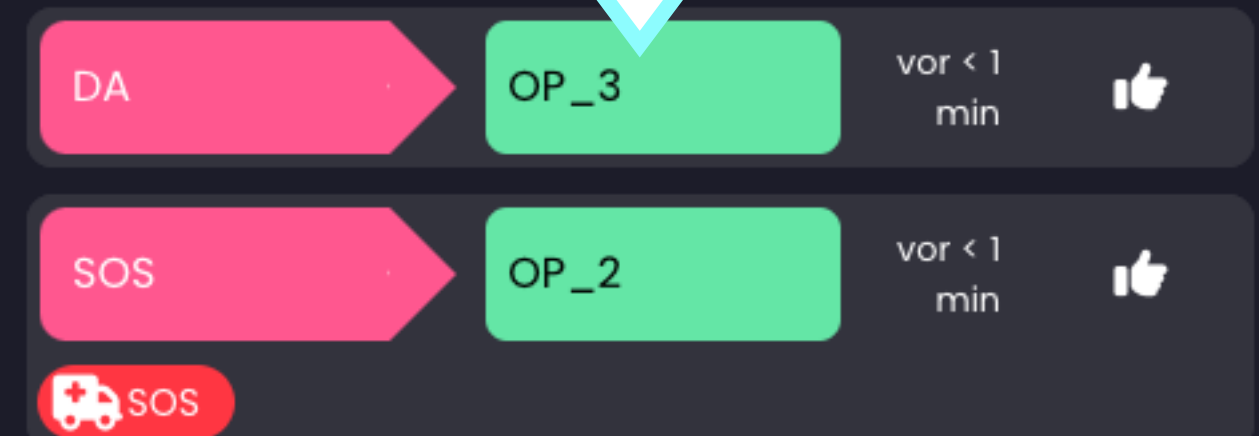 DA
OP_3
vor < 1
min
SOS
OP_2
vor < 1
min
SOS